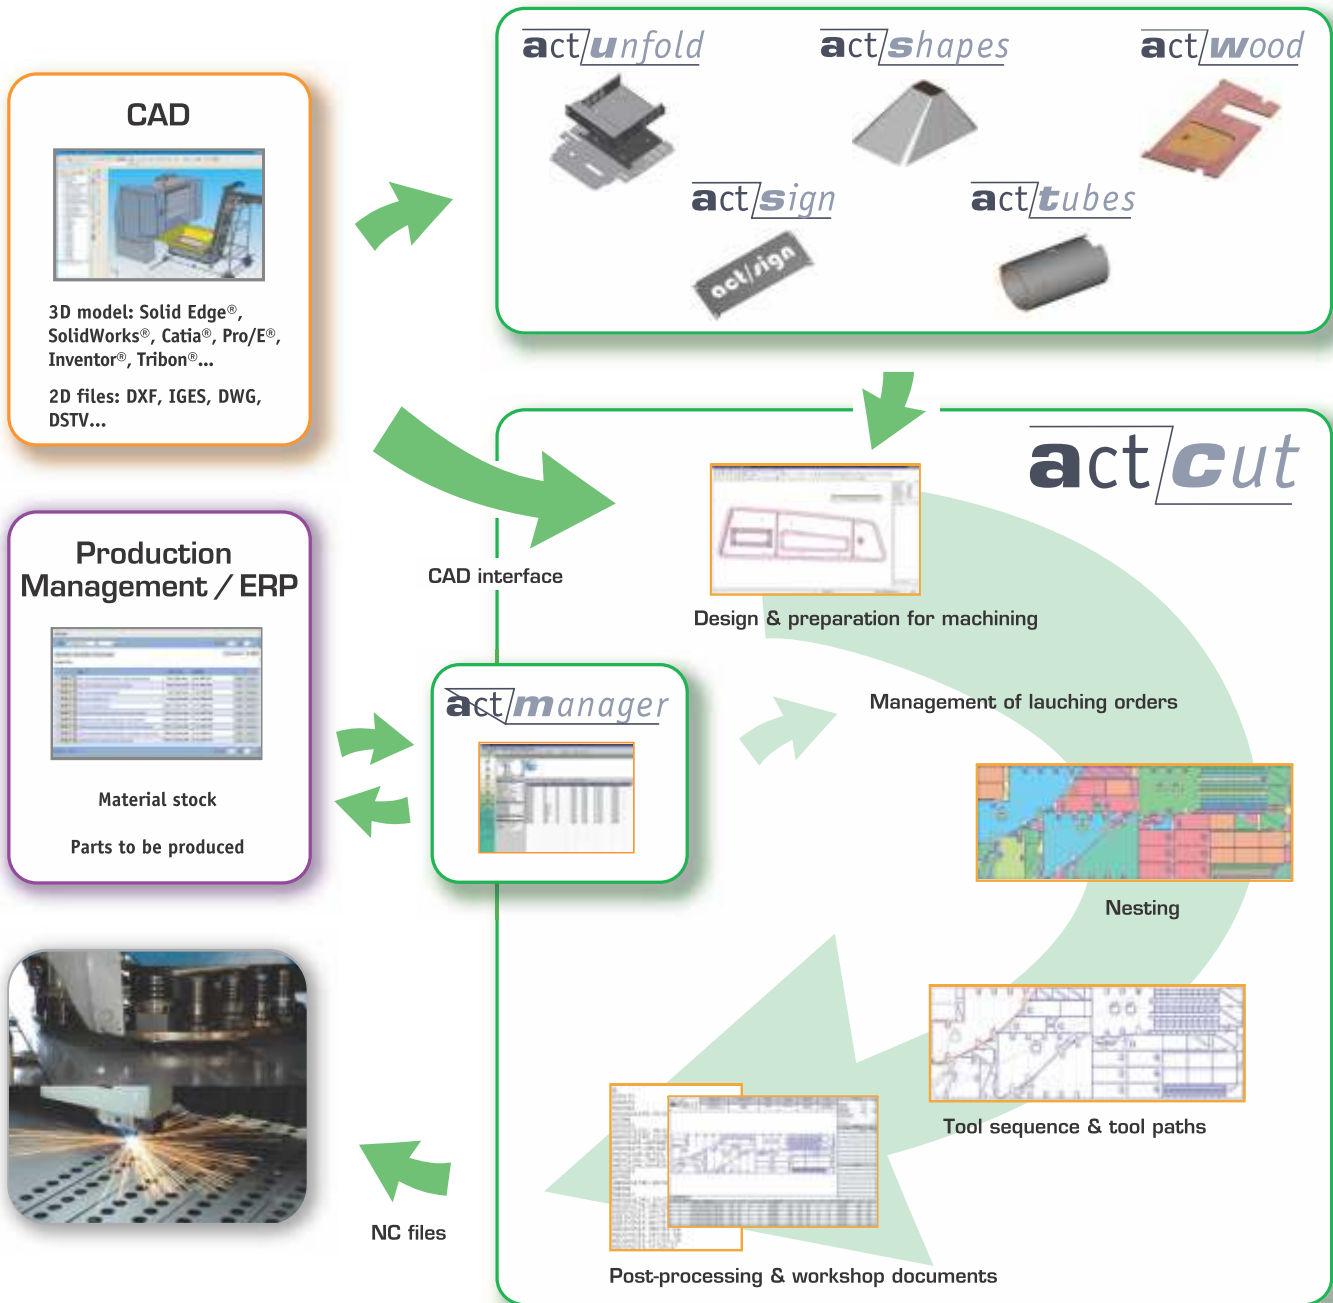 act/unfold
act/shapes
act/wood
act/sign
act/tubes
act/sign
CAD
3D model: Solid Edge®,
SolidWorks®, Catia®, Pro/E®,
Inventor®, Tribon®...
2D files: DXF, IGES, DWG,
DSTV...
act/cut
CAD interface
Design & preparation for machining
Production
Management / ERP
Material stock
Parts to be produced
act/manager
Management of lauching orders
Nesting
Tool sequence & tool paths
NC files
Post-processing & workshop documents